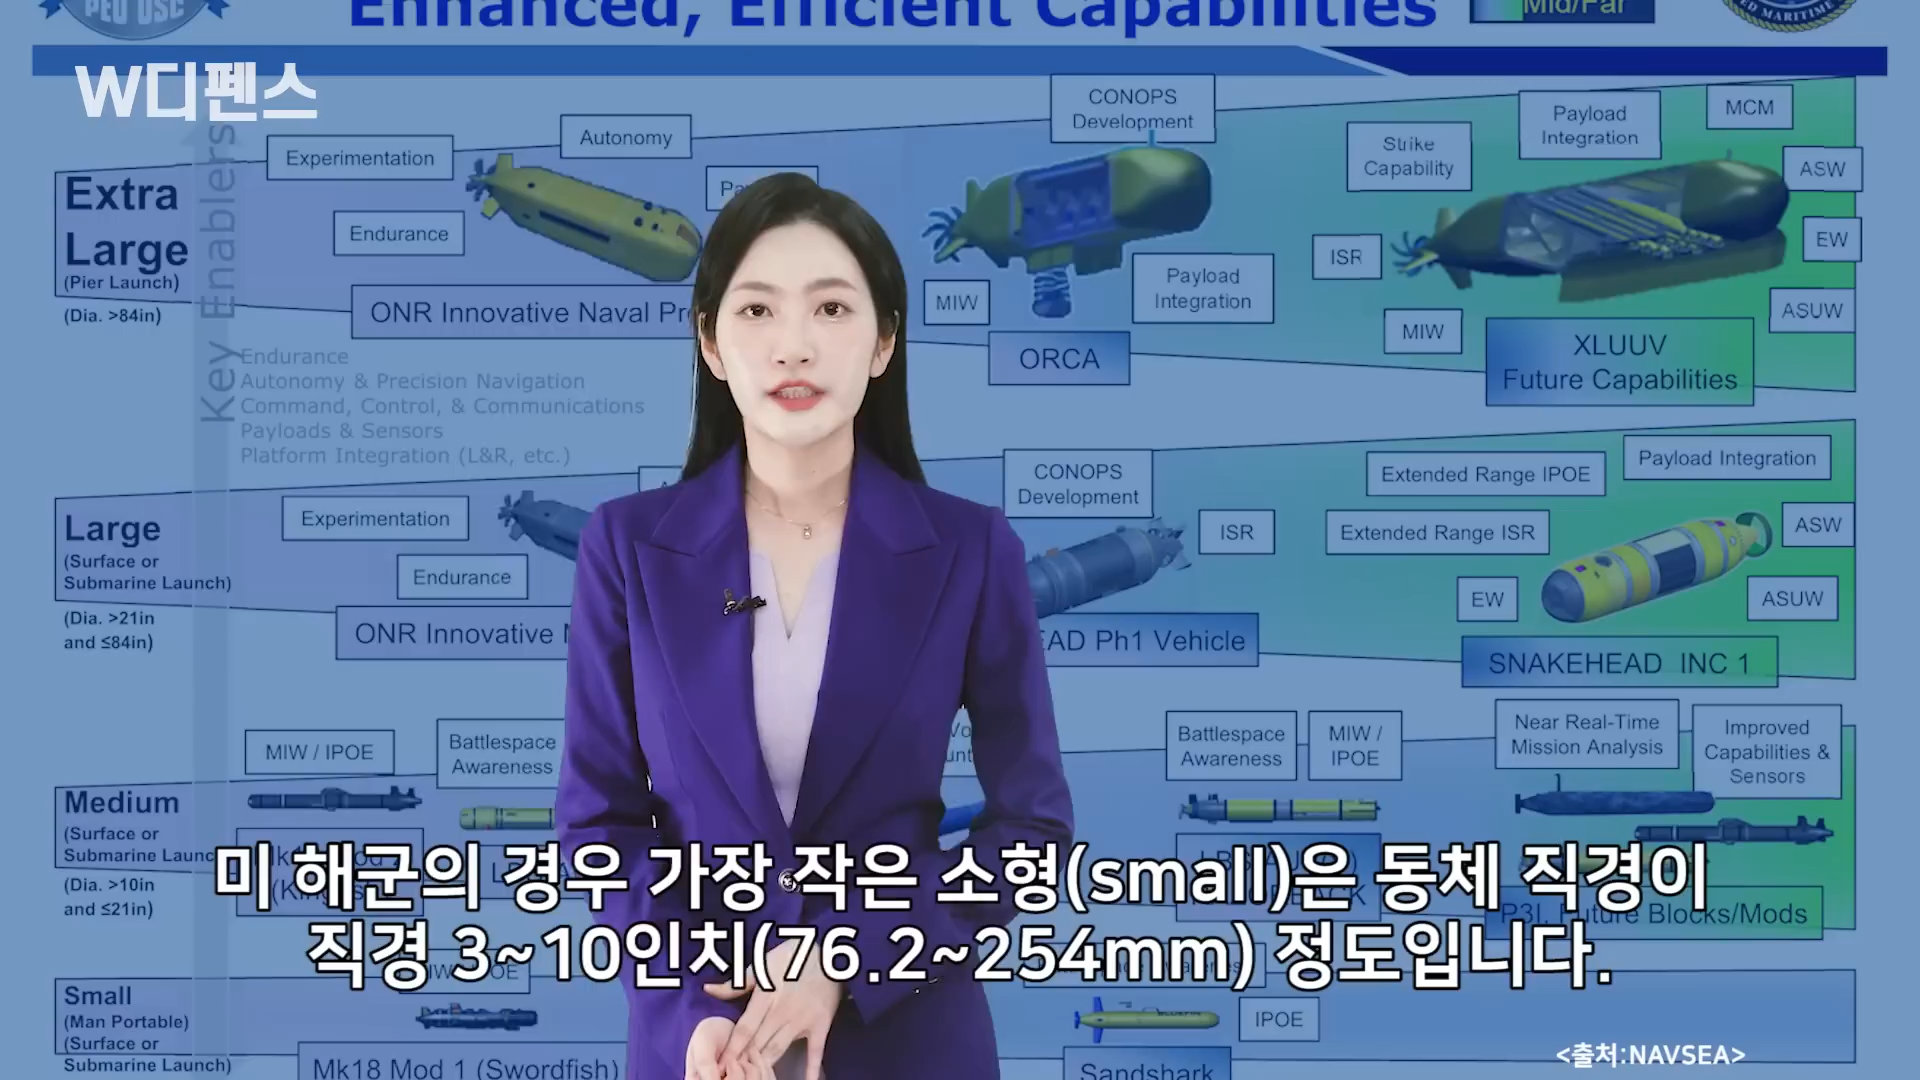 PEO USC
Enhanced, Efficient Capabilities
Mid/Far
W디펜스
Key Enablers
Extra
Large
(Pier Launch)
(Dia. >84in)
Experimentation
Autonomy
Endurance
ONR Innovative Naval
CONOPS
Development
MIW
Payload
Integration
ORCA
Strike
Capability
Payload
Integration
MCM
ASW
EW
ISR
ASUW
MIW
XLUUV
Future Capabilities
Endurance
Autonomy & Precision Navigation
Command, Control, & Communications
Payloads & Sensors
Platform Integration (L&R, etc.)
Large
(Surface or
Submarine Launch)
(Dia. >21in
and ≤84in)
Experimentation
Endurance
ONR Innovative
CONOPS
Development
ISR
Ph1 Vehicle
Extended Range IPOE
Payload Integration
Extended Range ISR
ASW
EW
ASUW
SNAKEHEAD INC 1
Medium
(Surface or
Submarine
(Dia. >10in
and ≤21in)
MIW / IPOE
Battlespace
Awareness
Battlespace
Awareness
MIW /
IPOE
Near Real-Time
Mission Analysis
Improved
Capabilities &
Sensors
P3I, Future Blocks/Mods
미 해군의 경우 가장 작은 소형(small)은 동체 직경이
직경 3~10인치(76.2~254mm) 정도입니다.
Small
(Man Portable)
(Surface or
Submarine Launch)
Mk18 Mod 1 (Swordfish)
IPOE
Sandshark
<출처:NAVSEA>